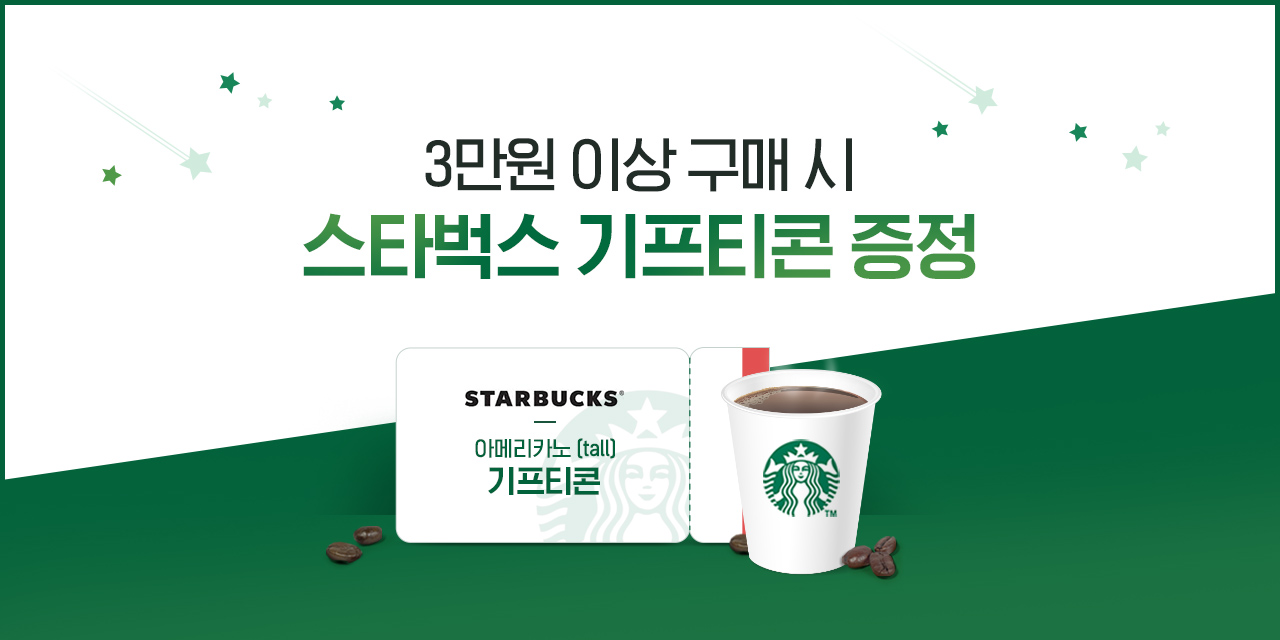 3만원 이상 구매 시
스타벅스 기프티콘 증정
STARBUCKS®
아메리카노 (tall)
기프티콘
TM